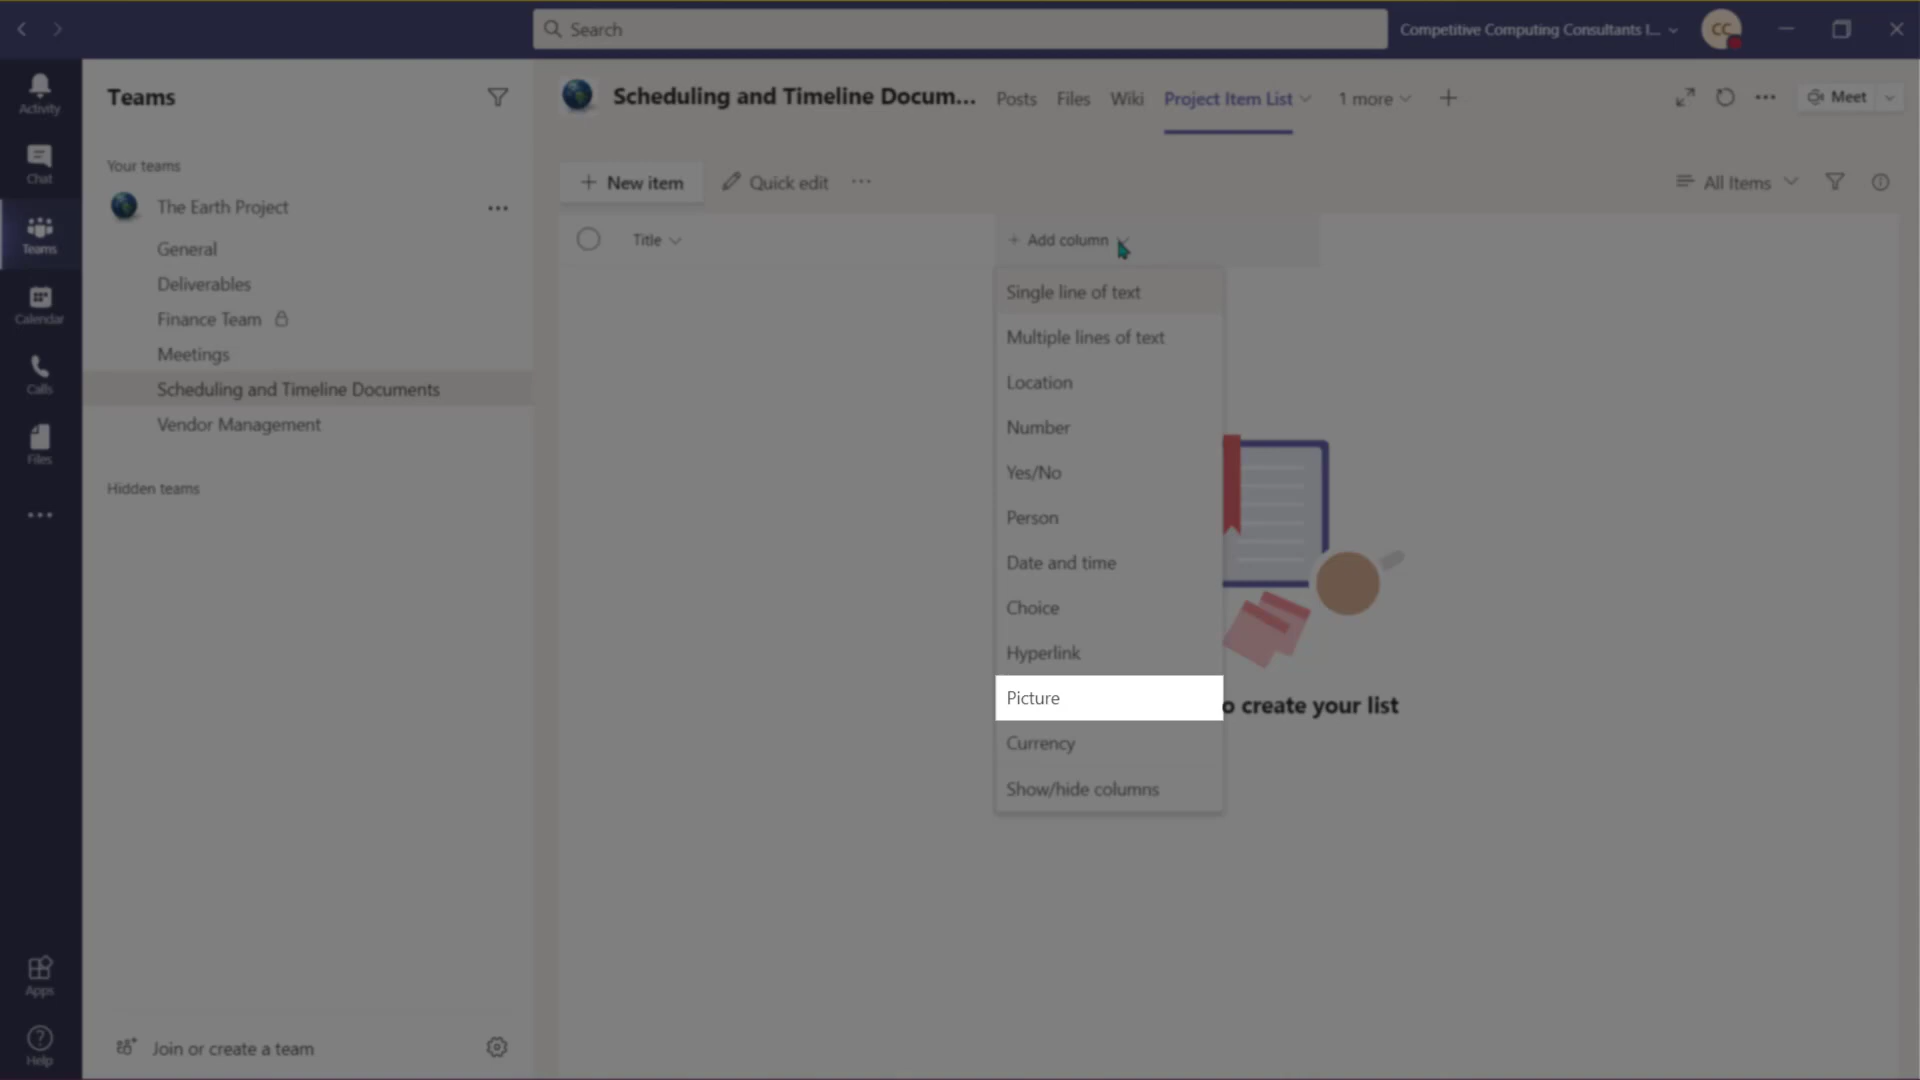 Search
Competitive Computing Consultants I...
CC
Activity
Chat
Teams
Calendar
Calls
Files
Apps
Help
Teams
Your teams
The Earth Project
General
Deliverables
Finance Team
Meetings
Scheduling and Timeline Documents
Vendor Management
Hidden teams
Join or create a team
Scheduling and Timeline Docum...
Posts
Files
Wiki
Project Item List
1 more
Meet
New item
Quick edit
All Items
Title
Add column
Single line of text
Multiple lines of text
Location
Number
Yes/No
Person
Date and time
Choice
Hyperlink
Picture
Currency
Show/hide columns
o create your list